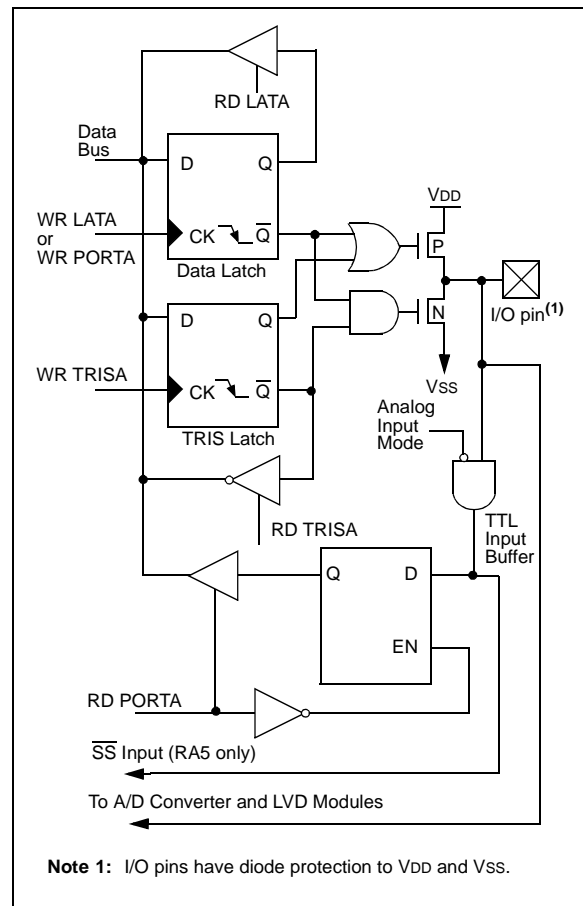 RD LATA
Data
Bus
D
Q
VDD
WR LATA
or
WR PORTA
CK
Q̅
P
Data Latch
I/O pin(1)
N
D
Q
WR TRISA
CK
Q̅
VSS
TRIS Latch
Analog
Input
Mode
TTL
Input
Buffer
RD TRISA
Q
D
EN
RD PORTA
S̅S̅ Input (RA5 only)
To A/D Converter and LVD Modules
Note 1: I/O pins have diode protection to VDD and VSS.